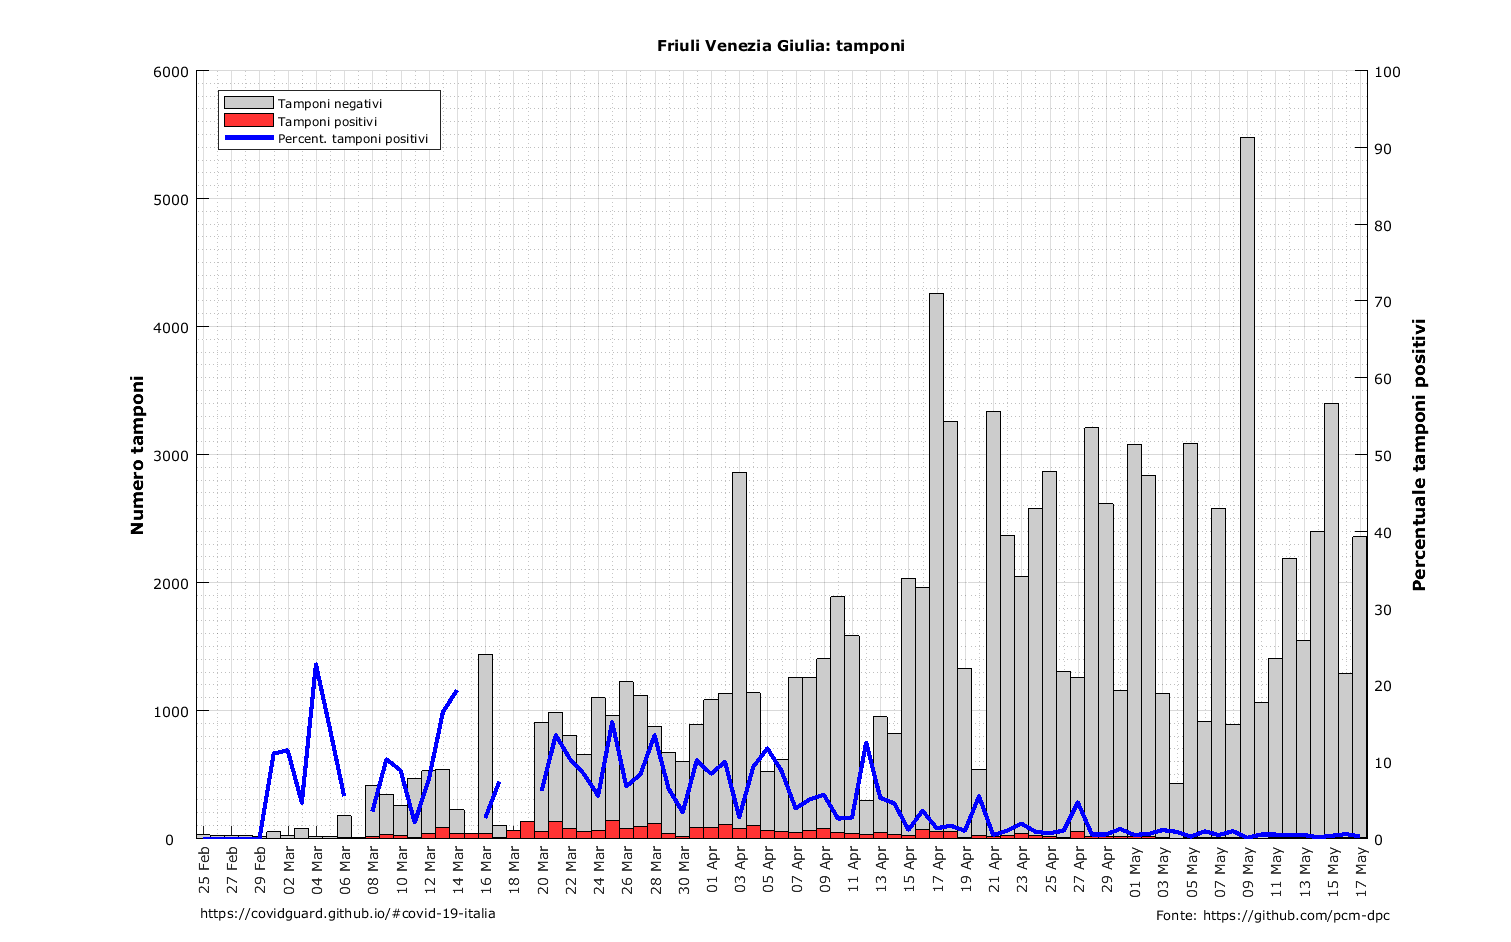 Friuli Venezia Giulia: tamponi
Tamponi negativi
Tamponi positivi
Percent. tamponi positivi
Numero tamponi
6000
5000
4000
3000
2000
1000
0
Percentuale tamponi positivi
100
90
80
70
60
50
40
30
20
10
0
25 Feb
27 Feb
29 Feb
02 Mar
04 Mar
06 Mar
08 Mar
10 Mar
12 Mar
14 Mar
16 Mar
18 Mar
20 Mar
22 Mar
24 Mar
26 Mar
28 Mar
30 Mar
01 Apr
03 Apr
05 Apr
07 Apr
09 Apr
11 Apr
13 Apr
15 Apr
17 Apr
19 Apr
21 Apr
23 Apr
25 Apr
27 Apr
29 Apr
01 May
03 May
05 May
07 May
09 May
11 May
13 May
15 May
17 May
https://covidguard.github.io/#covid-19-italia
Fonte: https://github.com/pcm-dpc